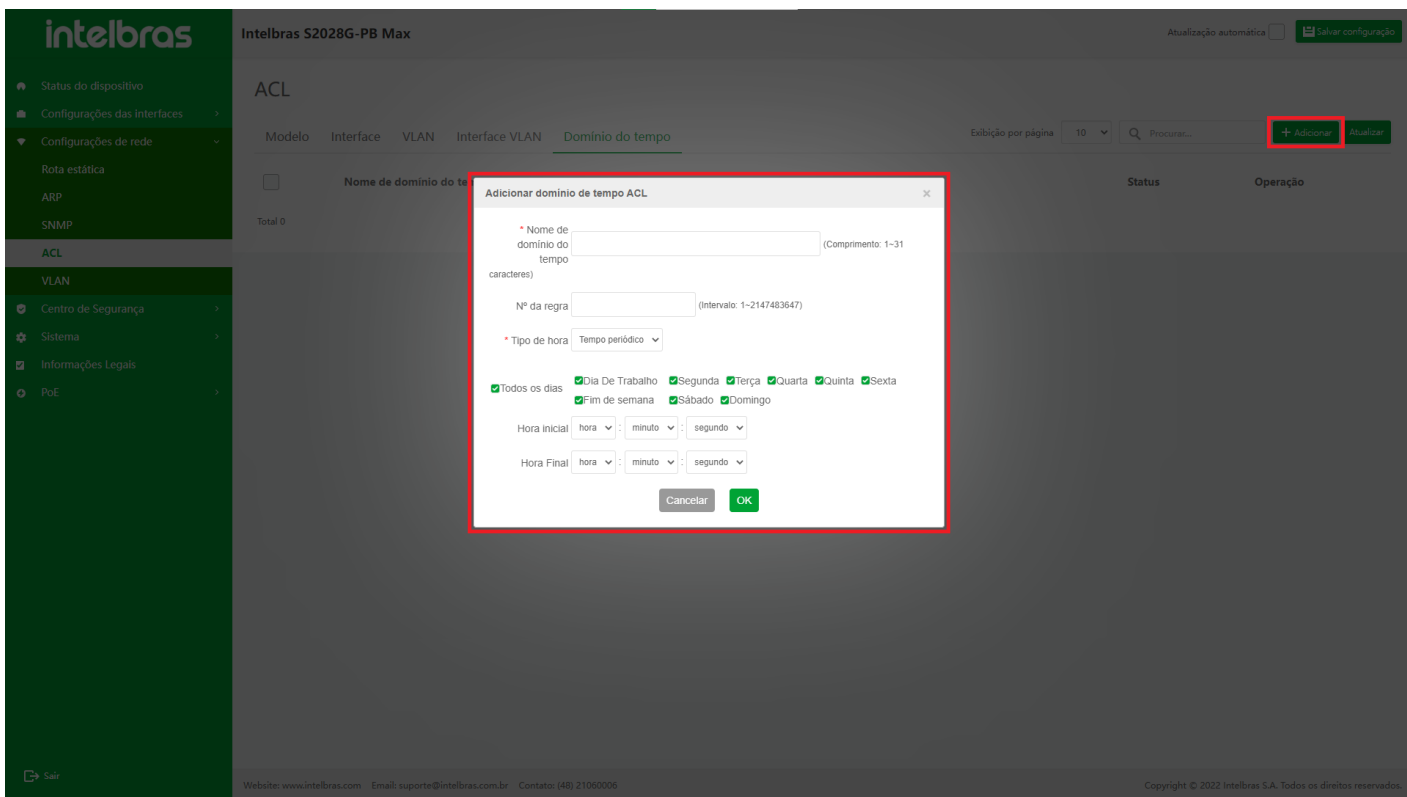 intelbras
Intelbras S2028G-PB Max
Atualização automática
Salvar configuração
Status do dispositivo
Configurações das interfaces
Configurações de rede
Rota estática
ARP
SNMP
ACL
VLAN
Centro de Segurança
Sistema
Informações Legais
PoE
Sair
ACL
Modelo Interface VLAN Interface VLAN Domínio do tempo
Exibição por página 10 Procurar... + Adicionar Atualizar
Nome de domínio do te Status Operação
Total 0
Adicionar domínio de tempo ACL ×
* Nome de
domínio do
tempo
(Comprimento: 1~31
caracteres)
Nº da regra (Intervalo: 1~2147483647)
* Tipo de hora Tempo periódico
Todos os dias
Dia De Trabalho Segunda Terça Quarta Quinta Sexta
Fim de semana Sábado Domingo
Hora inicial hora : minuto : segundo
Hora Final hora : minuto : segundo
Cancelar OK
Website: www.intelbras.com Email: suporte@intelbras.com.br Contato: (48) 21060006
Copyright © 2022 Intelbras S.A. Todos os direitos reservados.